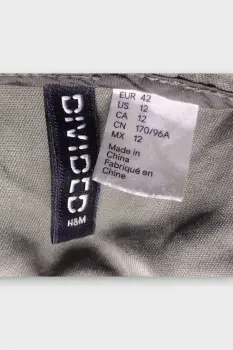 DIVIDED
H&M
EUR 42
US 12
CA 12
CN 170/96A
MX 12
Made in
China
Fabriqué en
Chine